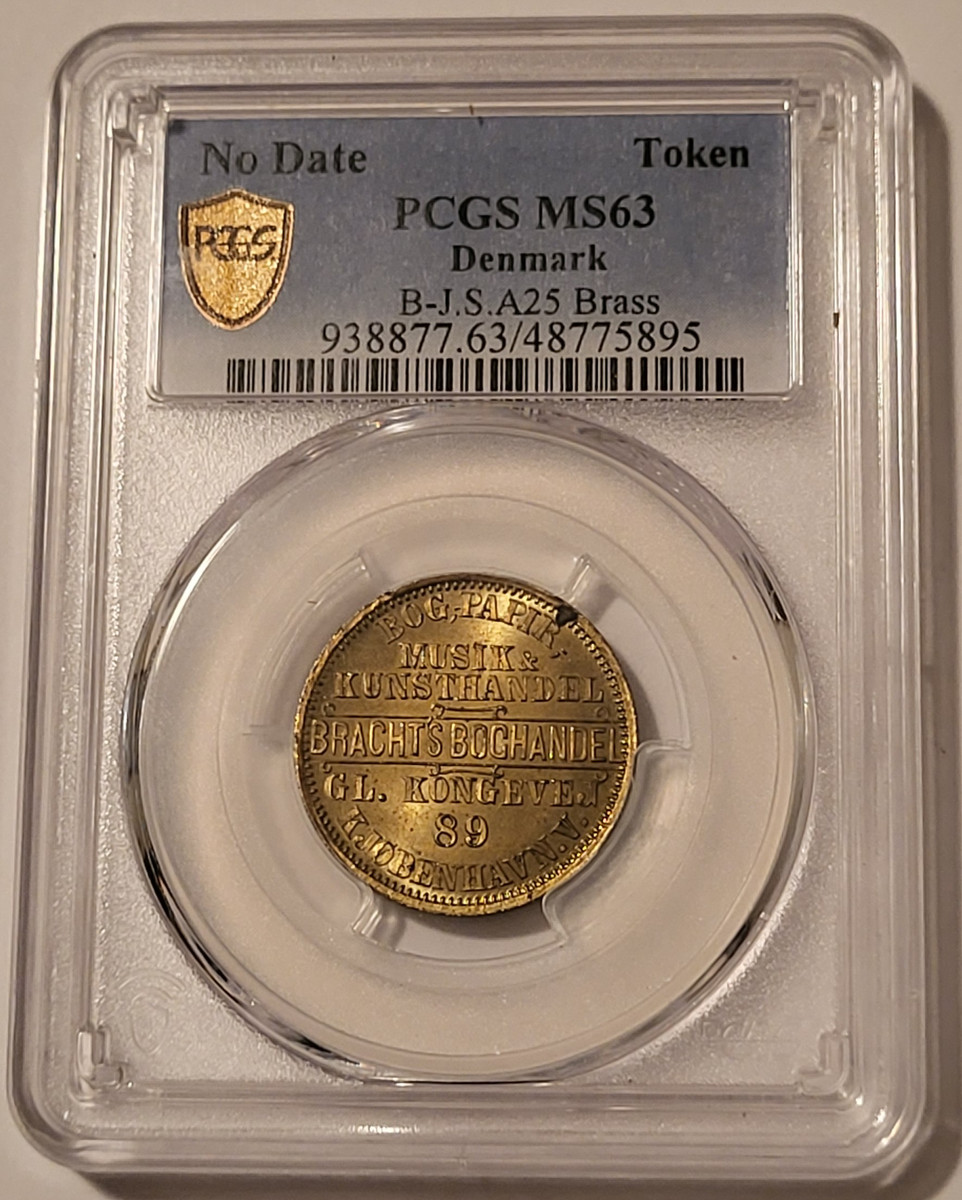 No Date Token
PCGS
PCGS MS63
Denmark
B-J.S.A25 Brass
938877.63/48775895
BOG,-PAPIR,
MUSIK &
KUNSTHANDEL
BRACHT'S BOGHANDEL
GL. KONGEVEJ
89
KJØBENHAVN.V.